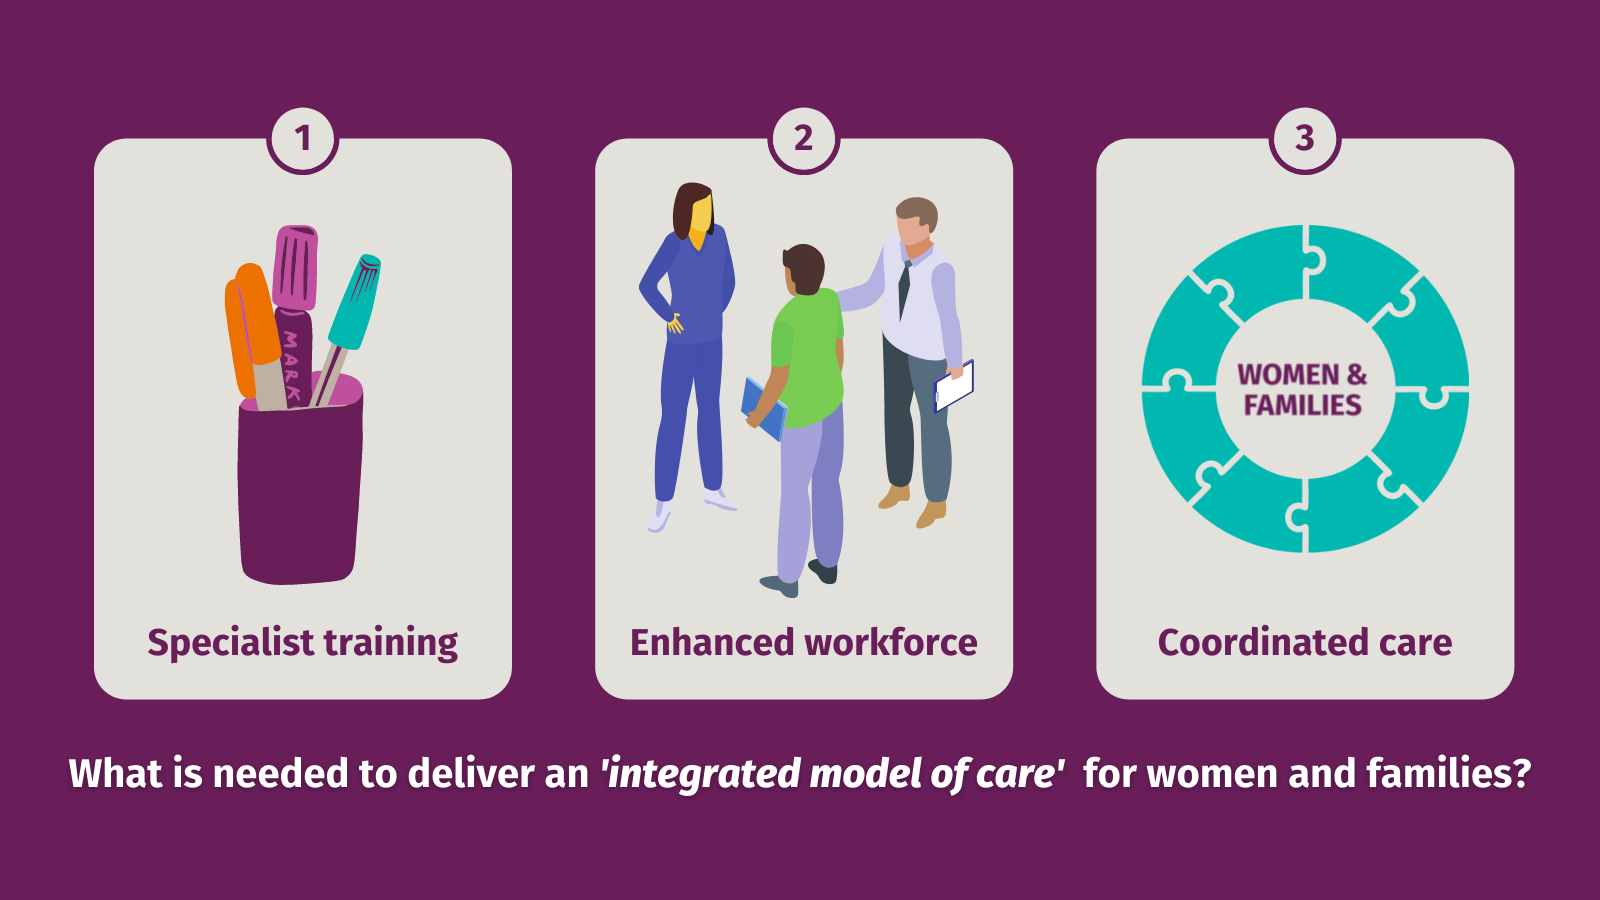 1
2
3
MARK
WOMEN &
FAMILIES
Specialist training
Enhanced workforce
Coordinated care
What is needed to deliver an 'integrated model of care' for women and families?